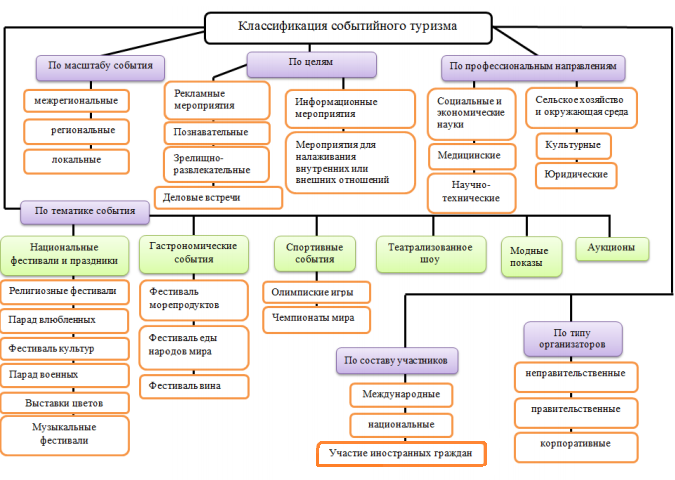 Классификация событийного туризма
По масштабу события
межрегиональные
региональные
локальные
По целям
Рекламные
мероприятия
Познавательные
Зрелищно-
развлекательные
Деловые встречи
Информационные
мероприятия
Мероприятия для
налаживания
внутренних или
внешних отношений
По профессиональным направлениям
Социальные и
экономические
науки
Медицинские
Научно-
технические
Сельское хозяйство
и окружающая среда
Культурные
Юридические
По тематике события
Национальные
фестивали и праздники
Религиозные фестивали
Парад влюбленных
Фестиваль культур
Парад военных
Выставки цветов
Музыкальные
фестивали
Гастрономические
события
Фестиваль
морепродуктов
Фестиваль еды
народов мира
Фестиваль вина
Спортивные
события
Олимпиские игры
Чемпионаты мира
Театрализованное
шоу
Модные
показы
Аукционы
По составу участников
Международные
национальные
Участие иностранных граждан
По типу
организаторов
неправительственные
правительственные
корпоративные